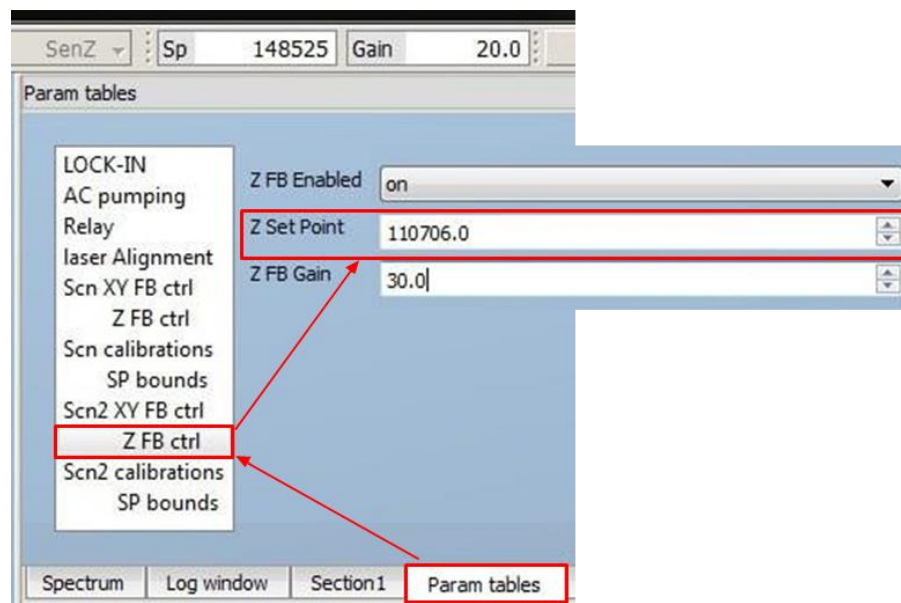 SenZ Sp 148525 Gain 20.0
Param tables
LOCK-IN
AC pumping
Relay
laser Alignment
Scn XY FB ctrl
Z FB ctrl
Scn calibrations
SP bounds
Scn2 XY FB ctrl
Z FB ctrl
Scn2 calibrations
SP bounds
Z FB Enabled on
Z Set Point 110706.0
Z FB Gain 30.0
Spectrum Log window Section1 Param tables